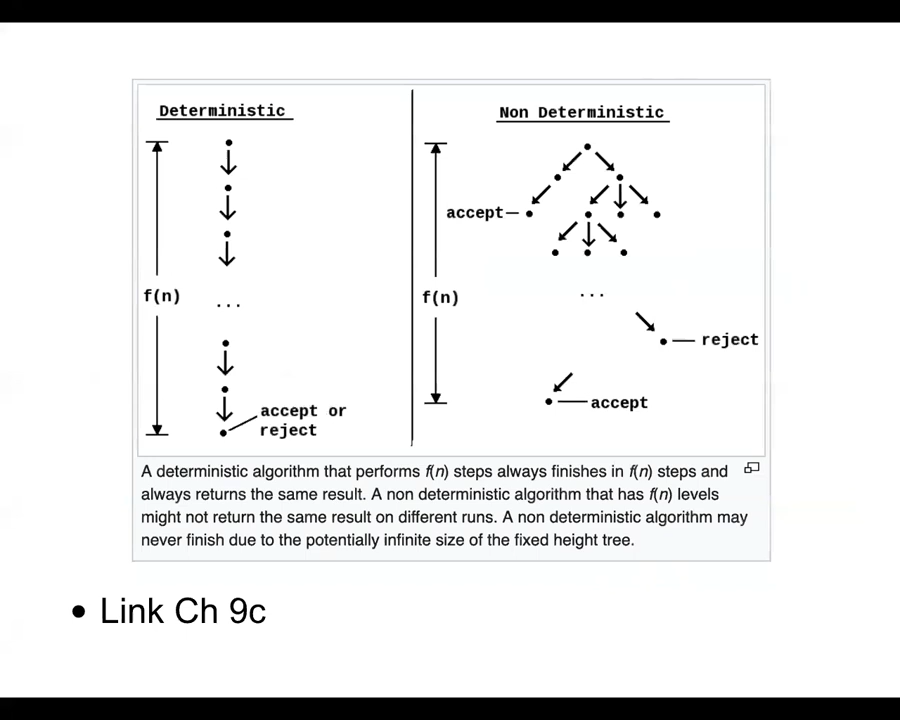 Deterministic
f(n)
...
accept or
reject
Non Deterministic
accept
f(n)
...
reject
accept
A deterministic algorithm that performs f(n) steps always finishes in f(n) steps and
always returns the same result. A non deterministic algorithm that has f(n) levels
might not return the same result on different runs. A non deterministic algorithm may
never finish due to the potentially infinite size of the fixed height tree.
• Link Ch 9c